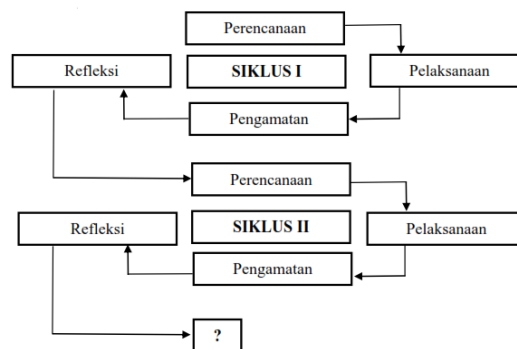 Perencanaan
Refleksi
SIKLUS I
Pelaksanaan
Pengamatan
Perencanaan
Refleksi
SIKLUS II
Pelaksanaan
Pengamatan
?